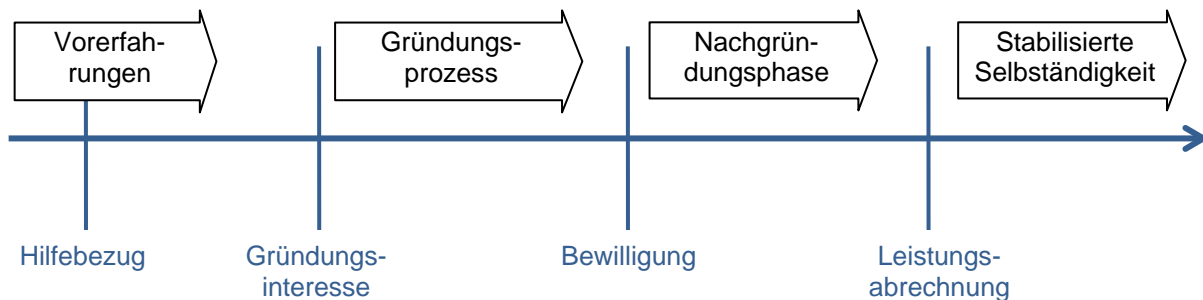 Vorerfah-
rungen
Gründungs-
prozess
Nachgrün-
dungsphase
Stabilisierte
Selbständigkeit
Hilfebezug
Gründungs-
interesse
Bewilligung
Leistungs-
abrechnung